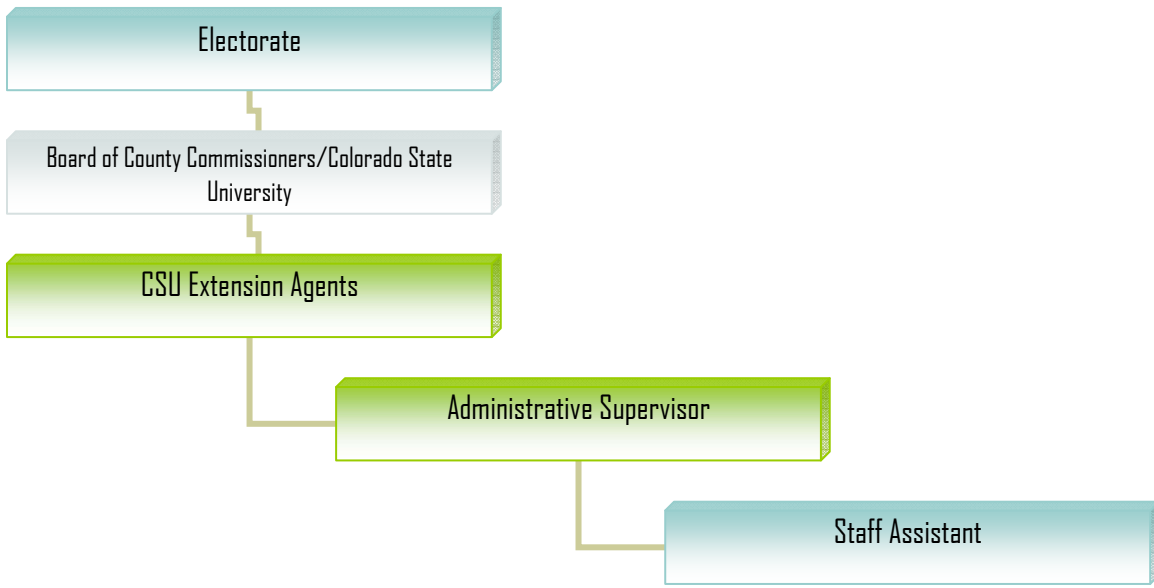 Electorate
Board of County Commissioners/Colorado State
University
CSU Extension Agents
Administrative Supervisor
Staff Assistant